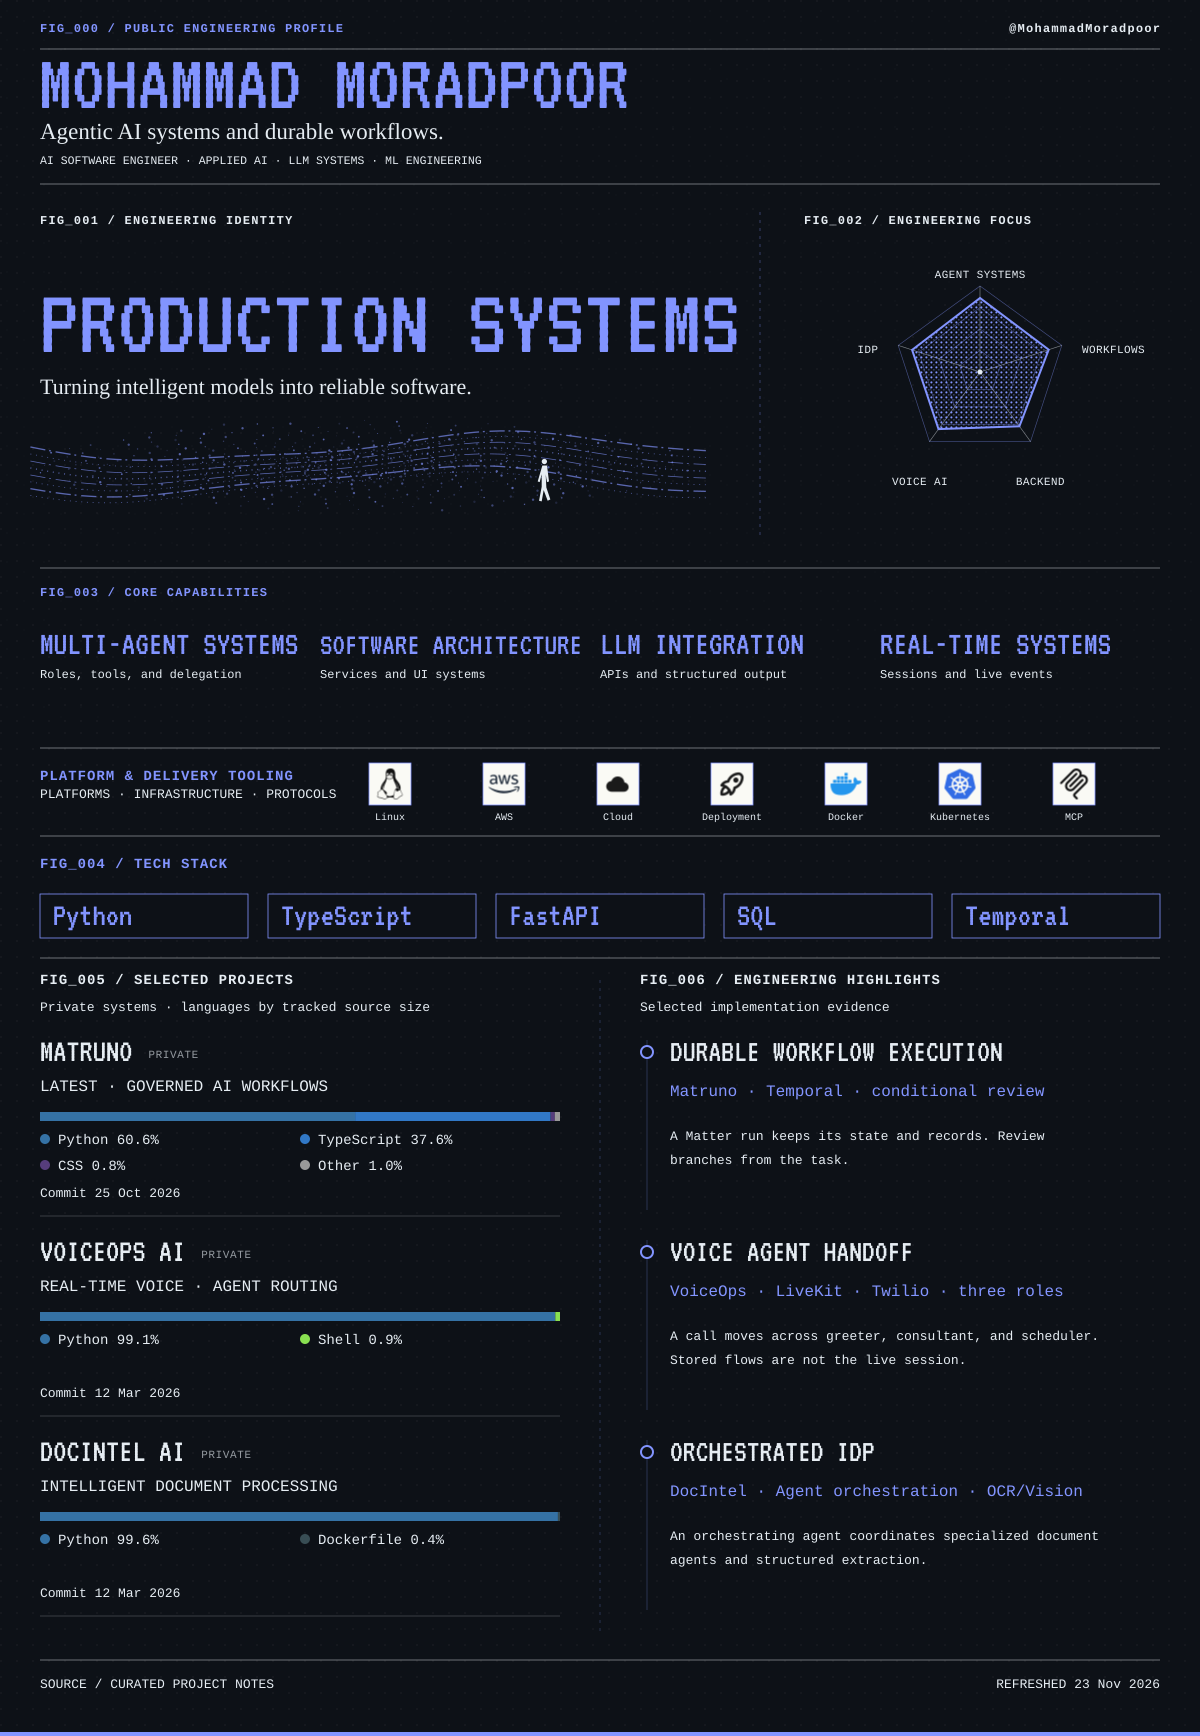 FIG_000 / PUBLIC ENGINEERING PROFILE
@MohammadMoradpoor
MOHAMMAD MORADPOOR
Agentic AI systems and durable workflows.
AI SOFTWARE ENGINEER · APPLIED AI · LLM SYSTEMS · ML ENGINEERING
FIG_001 / ENGINEERING IDENTITY
PRODUCTION SYSTEMS
Turning intelligent models into reliable software.
FIG_002 / ENGINEERING FOCUS
AGENT SYSTEMS
IDP
WORKFLOWS
VOICE AI
BACKEND
FIG_003 / CORE CAPABILITIES
MULTI-AGENT SYSTEMS
Roles, tools, and delegation
SOFTWARE ARCHITECTURE
Services and UI systems
LLM INTEGRATION
APIs and structured output
REAL-TIME SYSTEMS
Sessions and live events
PLATFORM & DELIVERY TOOLING
PLATFORMS · INFRASTRUCTURE · PROTOCOLS
Linux
aws
AWS
Cloud
Deployment
Docker
Kubernetes
MCP
FIG_004 / TECH STACK
Python
TypeScript
FastAPI
SQL
Temporal
FIG_005 / SELECTED PROJECTS
Private systems · languages by tracked source size
MATRUNO PRIVATE
LATEST · GOVERNED AI WORKFLOWS
Python 60.6%
TypeScript 37.6%
CSS 0.8%
Other 1.0%
Commit 25 Oct 2026
VOICEOPS AI PRIVATE
REAL-TIME VOICE · AGENT ROUTING
Python 99.1%
Shell 0.9%
Commit 12 Mar 2026
DOCINTEL AI PRIVATE
INTELLIGENT DOCUMENT PROCESSING
Python 99.6%
Dockerfile 0.4%
Commit 12 Mar 2026
FIG_006 / ENGINEERING HIGHLIGHTS
Selected implementation evidence
DURABLE WORKFLOW EXECUTION
Matruno · Temporal · conditional review
A Matter run keeps its state and records. Review
branches from the task.
VOICE AGENT HANDOFF
VoiceOps · LiveKit · Twilio · three roles
A call moves across greeter, consultant, and scheduler.
Stored flows are not the live session.
ORCHESTRATED IDP
DocIntel · Agent orchestration · OCR/Vision
An orchestrating agent coordinates specialized document
agents and structured extraction.
SOURCE / CURATED PROJECT NOTES
REFRESHED 23 Nov 2026